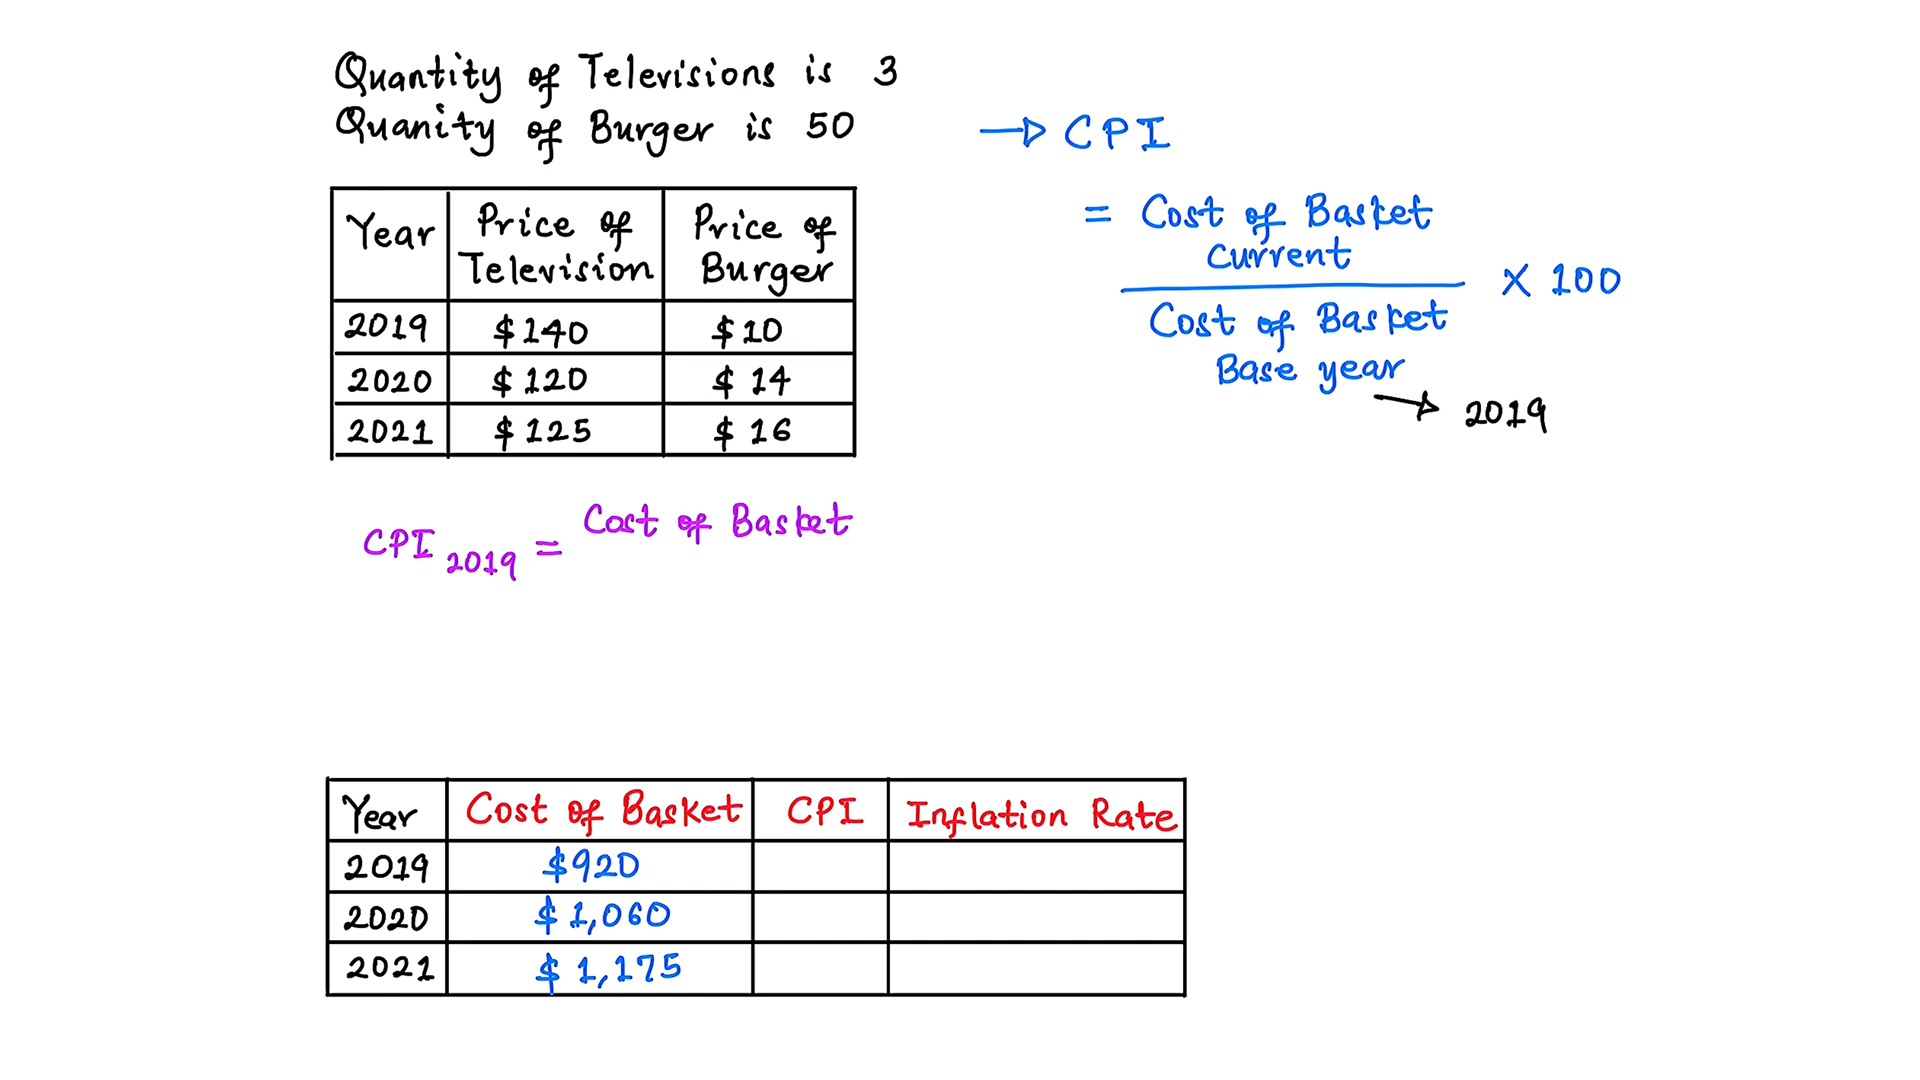 Quantity of Televisions is 3
Quanity of Burger is 50
→ CPI
= Cost of Basket
Current
× 100
Cost of Basket
Base year
→ 2019
Year Price of Television Price of Burger
2019 $140 $10
2020 $120 $14
2021 $125 $16
CPI 2019 = Cost of Basket
Year Cost of Basket CPI Inflation Rate
2019 $920
2020 $1,060
2021 $1,175